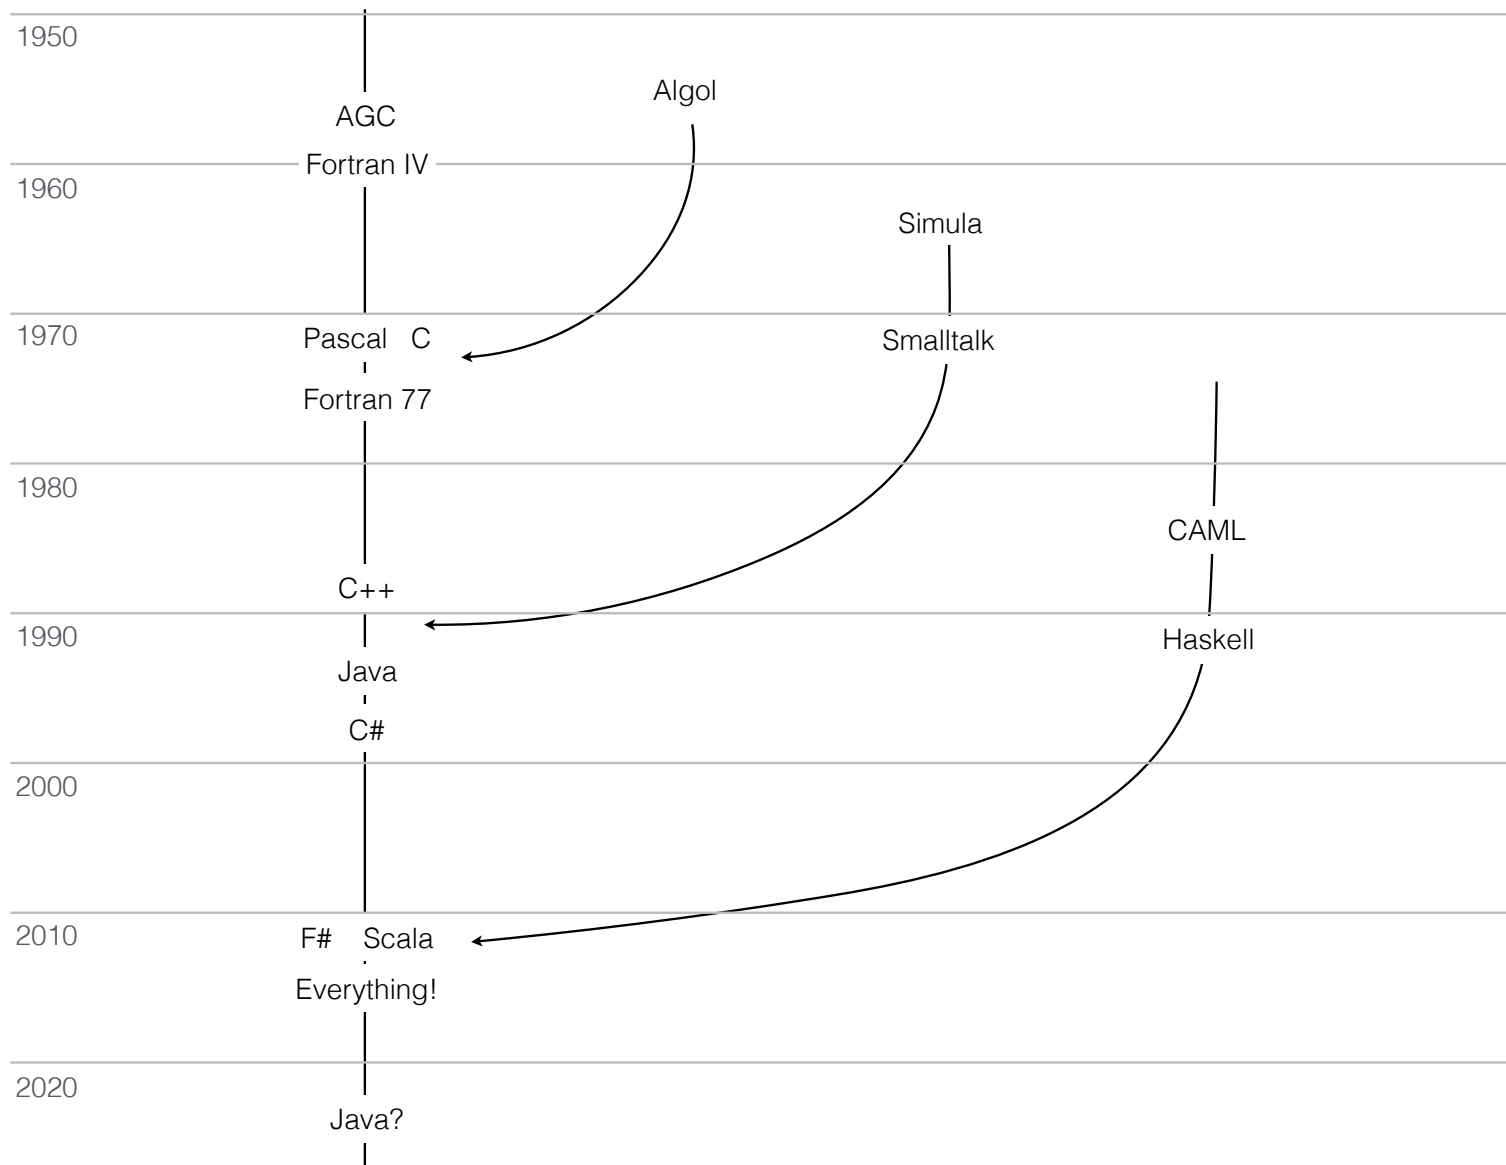 1950
Algol
AGC
Fortran IV
1960
Simula
1970
Pascal C
Smalltalk
Fortran 77
1980
CAML
C++
1990
Haskell
Java
C#
2000
2010
F# Scala
Everything!
2020
Java?